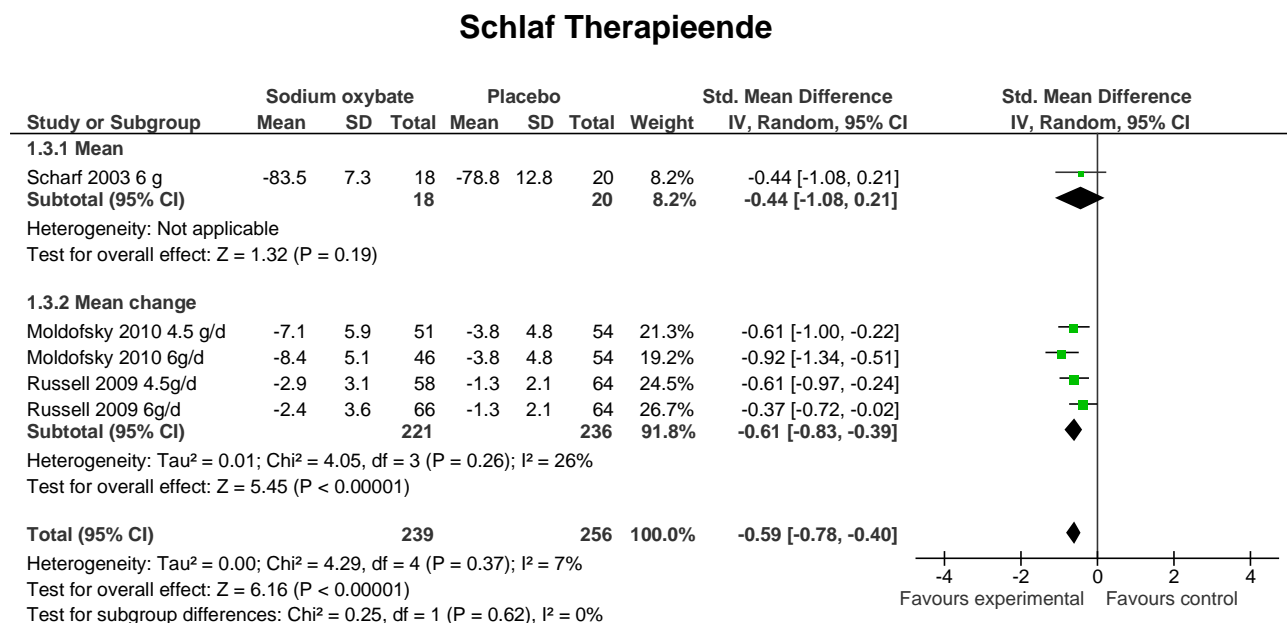 Schlaf Therapieende
Sodium oxybate Placebo Std. Mean Difference Std. Mean Difference
Study or Subgroup Mean SD Total Mean SD Total Weight IV, Random, 95% CI IV, Random, 95% CI
1.3.1 Mean
Scharf 2003 6 g -83.5 7.3 18 -78.8 12.8 20 8.2% -0.44 [-1.08, 0.21]
Subtotal (95% CI) 18 20 8.2% -0.44 [-1.08, 0.21]
Heterogeneity: Not applicable
Test for overall effect: Z = 1.32 (P = 0.19)
1.3.2 Mean change
Moldofsky 2010 4.5 g/d -7.1 5.9 51 -3.8 4.8 54 21.3% -0.61 [-1.00, -0.22]
Moldofsky 2010 6g/d -8.4 5.1 46 -3.8 4.8 54 19.2% -0.92 [-1.34, -0.51]
Russell 2009 4.5g/d -2.9 3.1 58 -1.3 2.1 64 24.5% -0.61 [-0.97, -0.24]
Russell 2009 6g/d -2.4 3.6 66 -1.3 2.1 64 26.7% -0.37 [-0.72, -0.02]
Subtotal (95% CI) 221 236 91.8% -0.61 [-0.83, -0.39]
Heterogeneity: Tau² = 0.01; Chi² = 4.05, df = 3 (P = 0.26); I² = 26%
Test for overall effect: Z = 5.45 (P < 0.00001)
Total (95% CI) 239 256 100.0% -0.59 [-0.78, -0.40]
Heterogeneity: Tau² = 0.00; Chi² = 4.29, df = 4 (P = 0.37); I² = 7%
Test for overall effect: Z = 6.16 (P < 0.00001)
Test for subgroup differences: Chi² = 0.25, df = 1 (P = 0.62), I² = 0%
-4 -2 0 2 4
Favours experimental Favours control